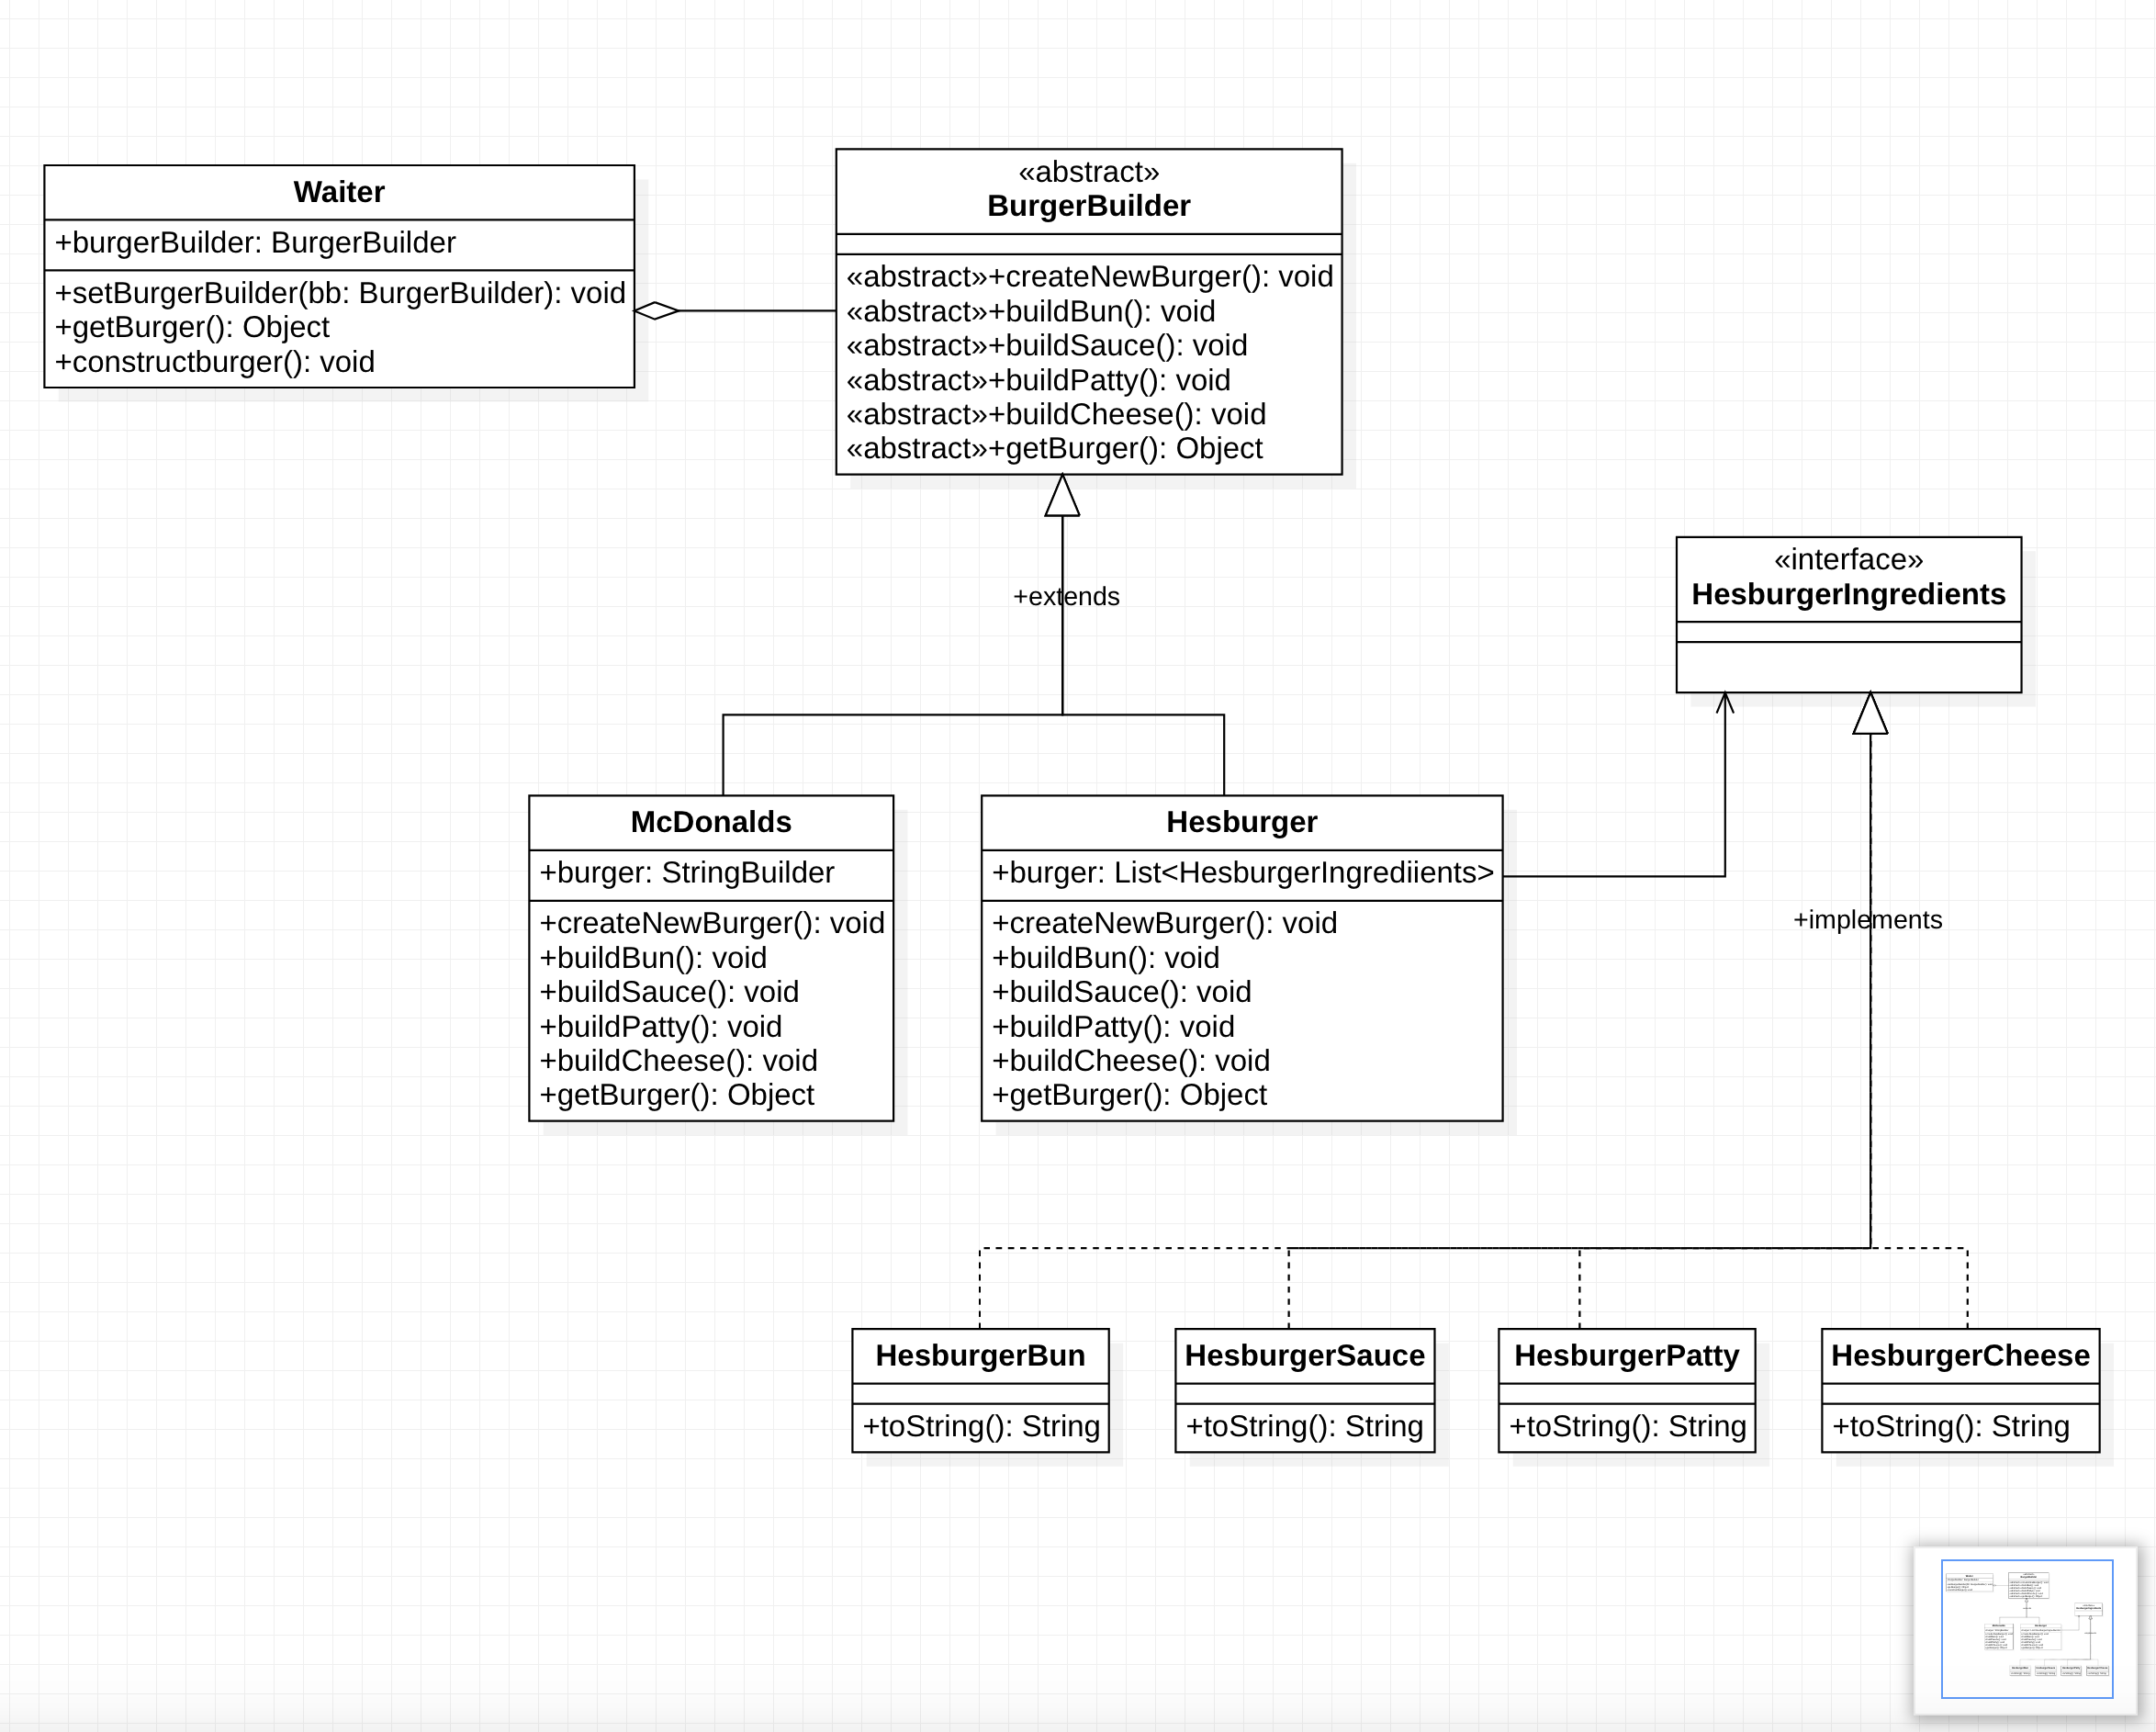 Waiter
+burgerBuilder: BurgerBuilder
+setBurgerBuilder(bb: BurgerBuilder): void
+getBurger(): Object
+constructburger(): void
«abstract»
BurgerBuilder
«abstract»+createNewBurger(): void
«abstract»+buildBun(): void
«abstract»+buildSauce(): void
«abstract»+buildPatty(): void
«abstract»+buildCheese(): void
«abstract»+getBurger(): Object
+extends
«interface»
HesburgerIngredients
McDonalds
+burger: StringBuilder
+createNewBurger(): void
+buildBun(): void
+buildSauce(): void
+buildPatty(): void
+buildCheese(): void
+getBurger(): Object
Hesburger
+burger: List<HesburgerIngrediients>
+createNewBurger(): void
+buildBun(): void
+buildSauce(): void
+buildPatty(): void
+buildCheese(): void
+getBurger(): Object
+implements
HesburgerBun
+toString(): String
HesburgerSauce
+toString(): String
HesburgerPatty
+toString(): String
HesburgerCheese
+toString(): String